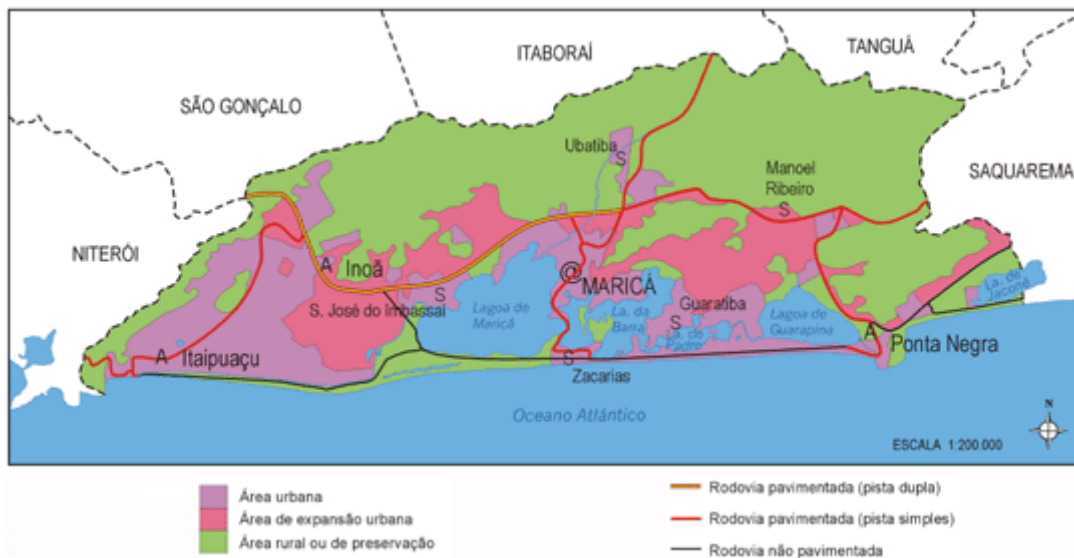 ITABORAÍ
TANGUÁ
SÃO GONÇALO
Ubatiba
S
Manoel
Ribeiro
S
SAQUAREMA
NITERÓI
A
Inoã
@
MARICÁ
S
S. José do Imbassaí
Lagoa de
Maricá
La. da
Barra
Guaratiba
S
La. do
Padre
Lagoa de
Guarapina
La. de
Jaconé
A
Ponta Negra
A
Itaipuaçu
S
Zacarias
Oceano Atlântico
N
ESCALA 1:200.000
Área urbana
Área de expansão urbana
Área rural ou de preservação
Rodovia pavimentada (pista dupla)
Rodovia pavimentada (pista simples)
Rodovia não pavimentada